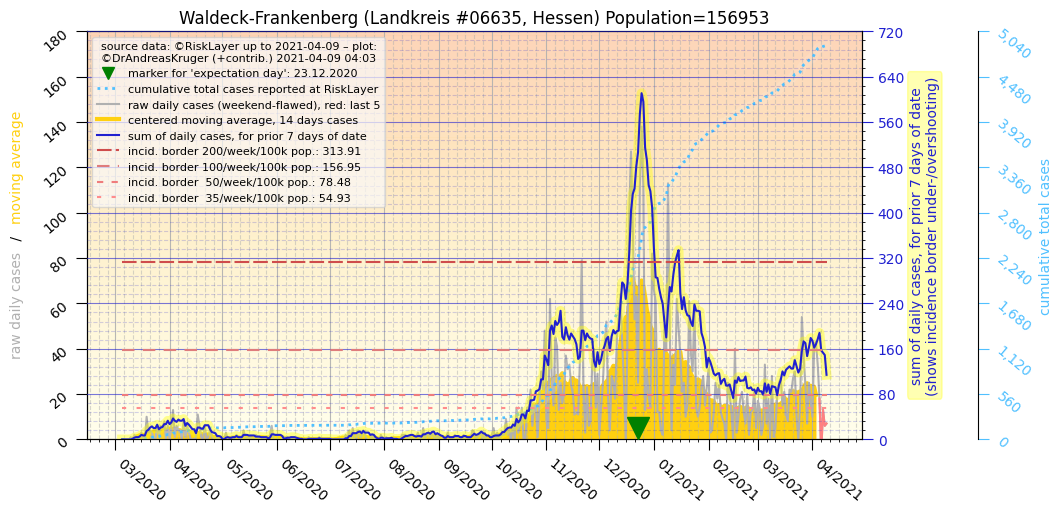 Waldeck-Frankenberg (Landkreis #06635, Hessen) Population=156953
source data: ©RiskLayer up to 2021-04-09 – plot:
©DrAndreasKruger (+contrib.) 2021-04-09 04:03
marker for 'expectation day': 23.12.2020
cumulative total cases reported at RiskLayer
raw daily cases (weekend-flawed), red: last 5
centered moving average, 14 days cases
sum of daily cases, for prior 7 days of date
incid. border 200/week/100k pop.: 313.91
incid. border 100/week/100k pop.: 156.95
incid. border  50/week/100k pop.: 78.48
incid. border  35/week/100k pop.: 54.93
raw daily cases  /  moving average
180
160
140
120
100
80
60
40
20
0
03/2020
04/2020
05/2020
06/2020
07/2020
08/2020
09/2020
10/2020
11/2020
12/2020
01/2021
02/2021
03/2021
04/2021
720
640
560
480
400
320
240
160
80
0
sum of daily cases, for prior 7 days of date
(shows incidence border under-/overshooting)
5,040
4,480
3,920
3,360
2,800
2,240
1,680
1,120
560
0
cumulative total cases